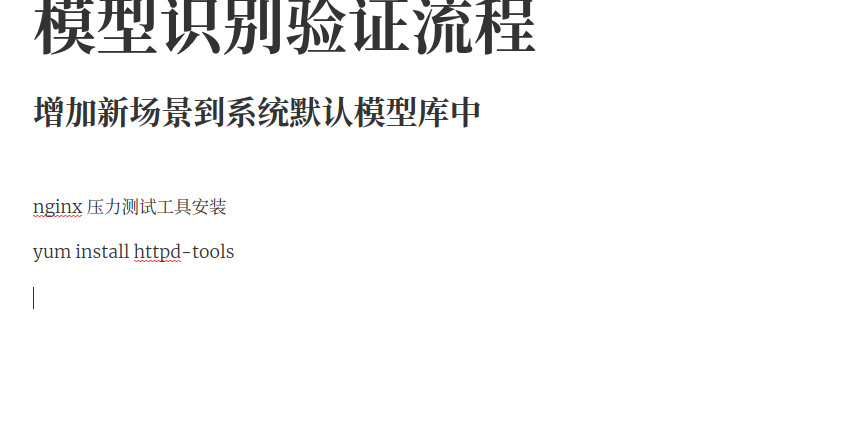 模型识别验证流程
增加新场景到系统默认模型库中
nginx 压力测试工具安装
yum install httpd-tools